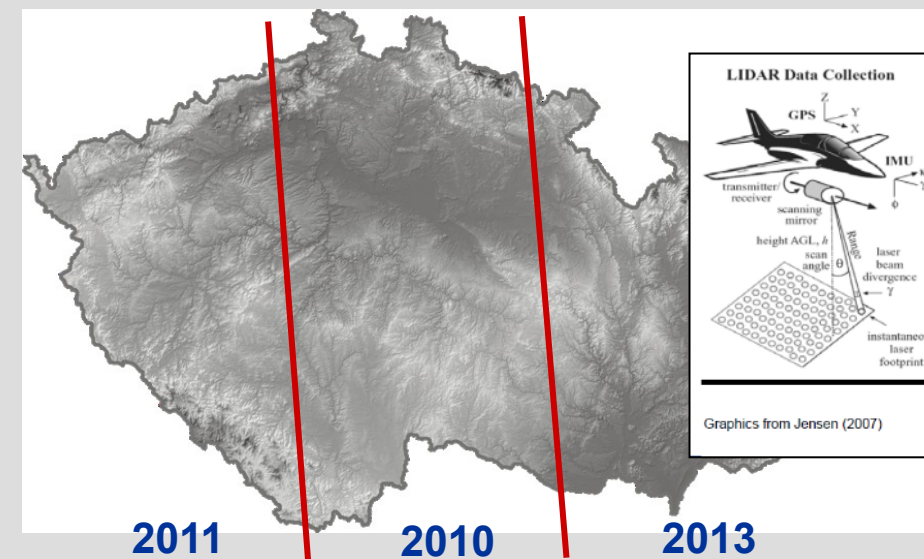 LIDAR Data Collection
Z
GPS
Y
X
IMU
κ
ϕ
transmitter/
receiver
scanning
mirror
height AGL, h
scan
angle
θ
Range
laser
beam
divergence
γ
laser
footprint
Graphics from Jensen (2007)
2011
2010
2013